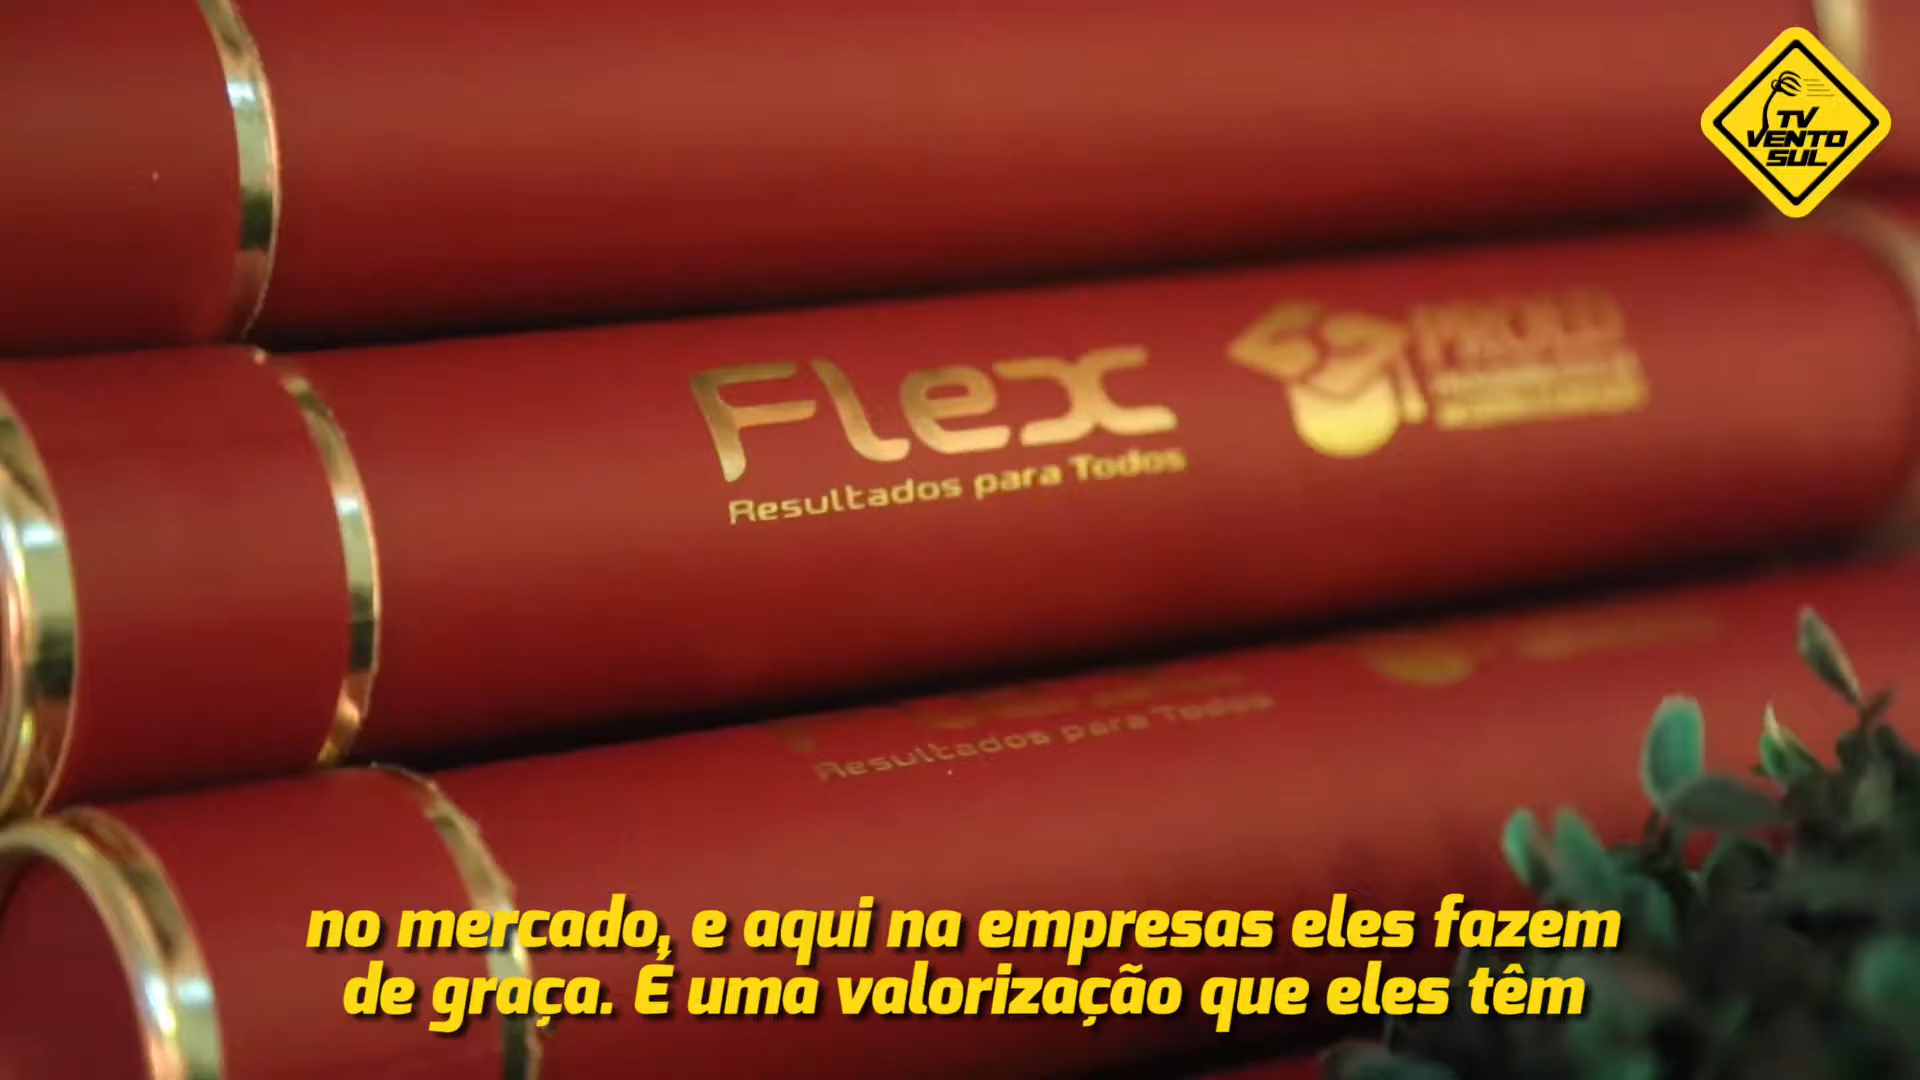 TV
VENTO
SUL
Flex
Resultados para Todos
Resultados para Todos
no mercado, e aqui na empresas eles fazem
de graça. É uma valorização que eles têm